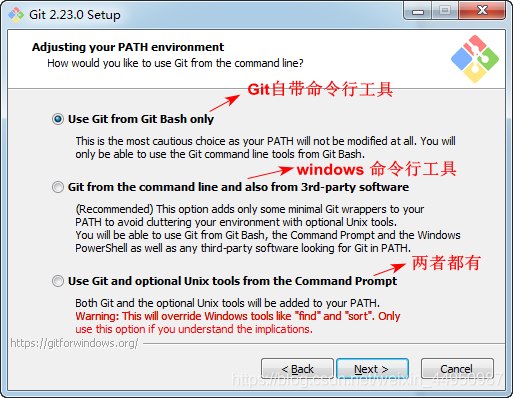 Git 2.23.0 Setup
Adjusting your PATH environment
How would you like to use Git from the command line?
Git自带命令行工具
Use Git from Git Bash only
This is the most cautious choice as your PATH will not be modified at all. You will
only be able to use the Git command line tools from Git Bash.
windows 命令行工具
Git from the command line and also from 3rd-party software
(Recommended) This option adds only some minimal Git wrappers to your
PATH to avoid cluttering your environment with optional Unix tools.
You will be able to use Git from Git Bash, the Command Prompt and the Windows
PowerShell as well as any third-party software looking for Git in PATH.
两者都有
Use Git and optional Unix tools from the Command Prompt
Both Git and the optional Unix tools will be added to your PATH.
Warning: This will override Windows tools like "find" and "sort". Only
use this option if you understand the implications.
https://gitforwindows.org/
< Back
Next >
Cancel
https://blog.csdn.net/weixin_44950987